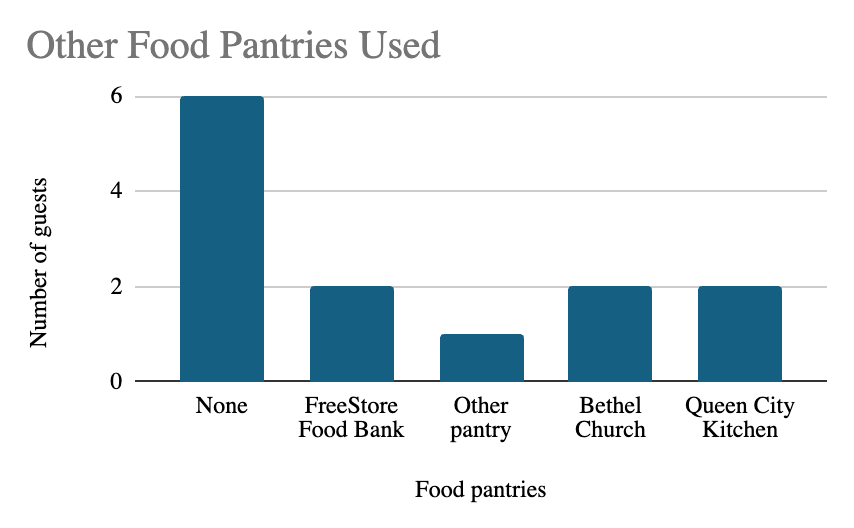 Other Food Pantries Used
Number of guests
6
4
2
0
None
FreeStore
Food Bank
Other
pantry
Bethel
Church
Queen City
Kitchen
Food pantries